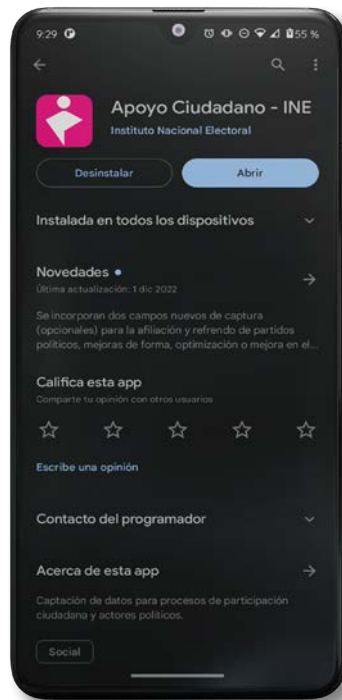 9:29
55 %
Apoyo Ciudadano - INE
Instituto Nacional Electoral
Desinstalar
Abrir
Instalada en todos los dispositivos
Novedades •
Última actualización: 1 dic 2022
Se incorporan dos campos nuevos de captura
(opcionales) para la afiliación y refrendo de partidos
políticos, mejoras de forma, optimización o mejora en el...
Califica esta app
Comparte tu opinión con otros usuarios
Escribe una opinión
Contacto del programador
Acerca de esta app
Captación de datos para procesos de participación
ciudadana y actores políticos.
Social